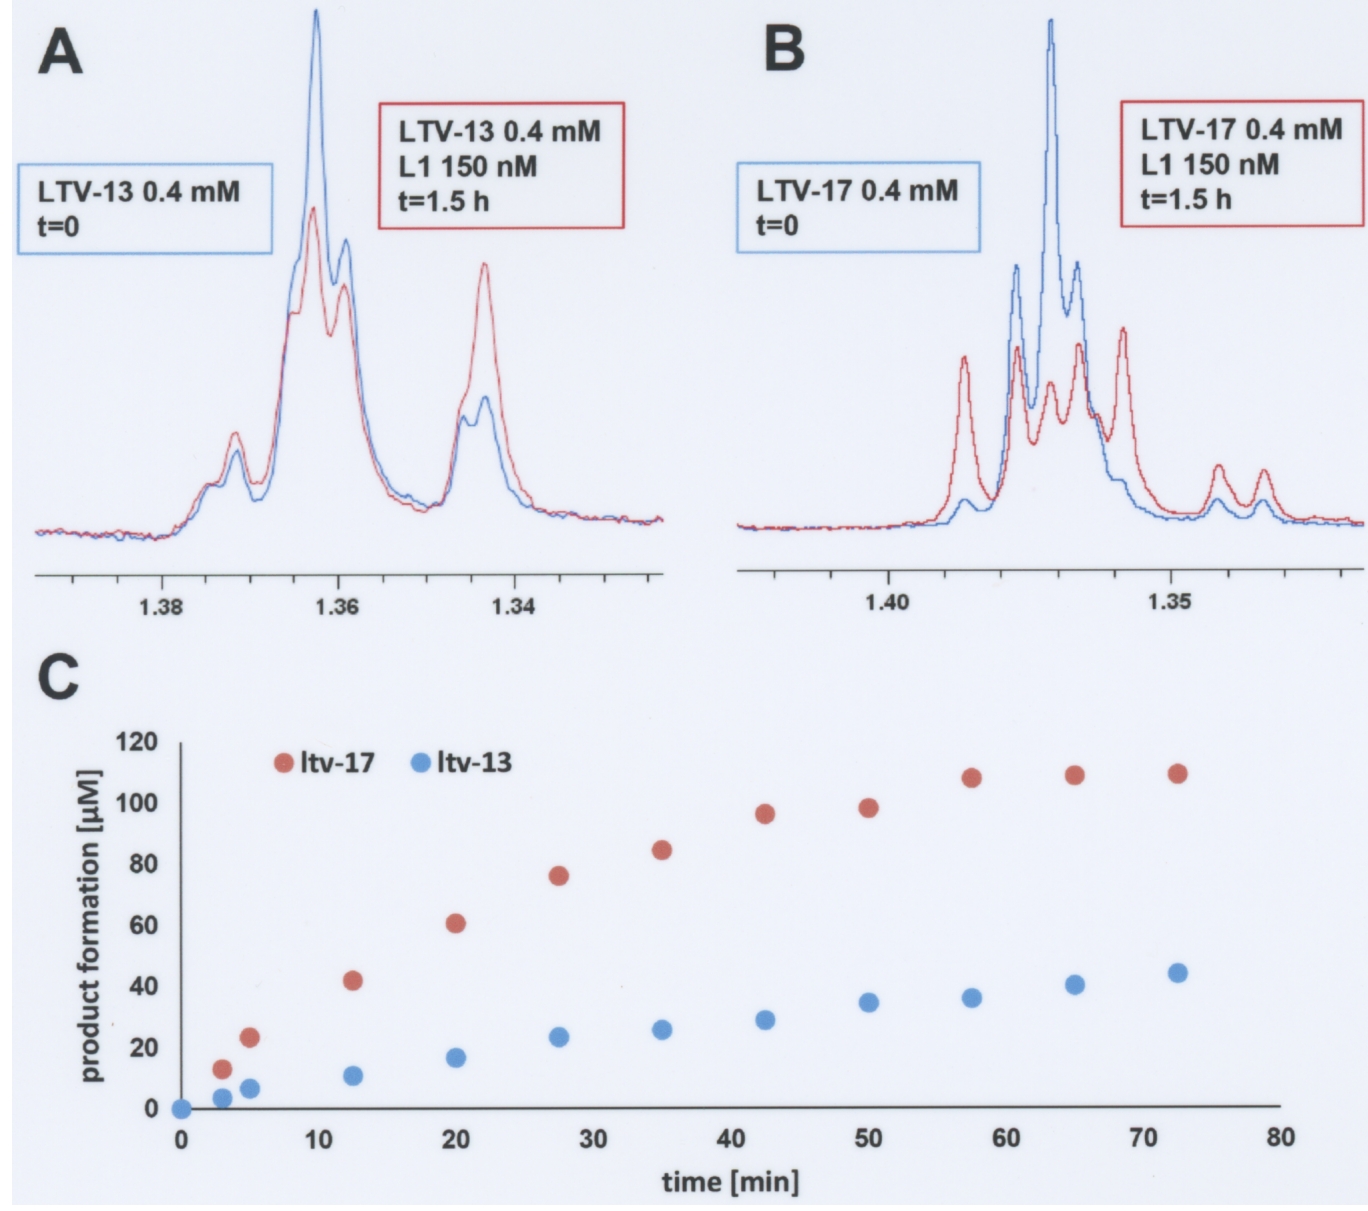 A
B
LTV-13 0.4 mM
t=0
LTV-13 0.4 mM
L1 150 nM
t=1.5 h
LTV-17 0.4 mM
t=0
LTV-17 0.4 mM
L1 150 nM
t=1.5 h
1.38
1.36
1.34
1.40
1.35
C
ltv-17
ltv-13
product formation [µM]
120
100
80
60
40
20
0
0
10
20
30
40
50
60
70
80
time [min]